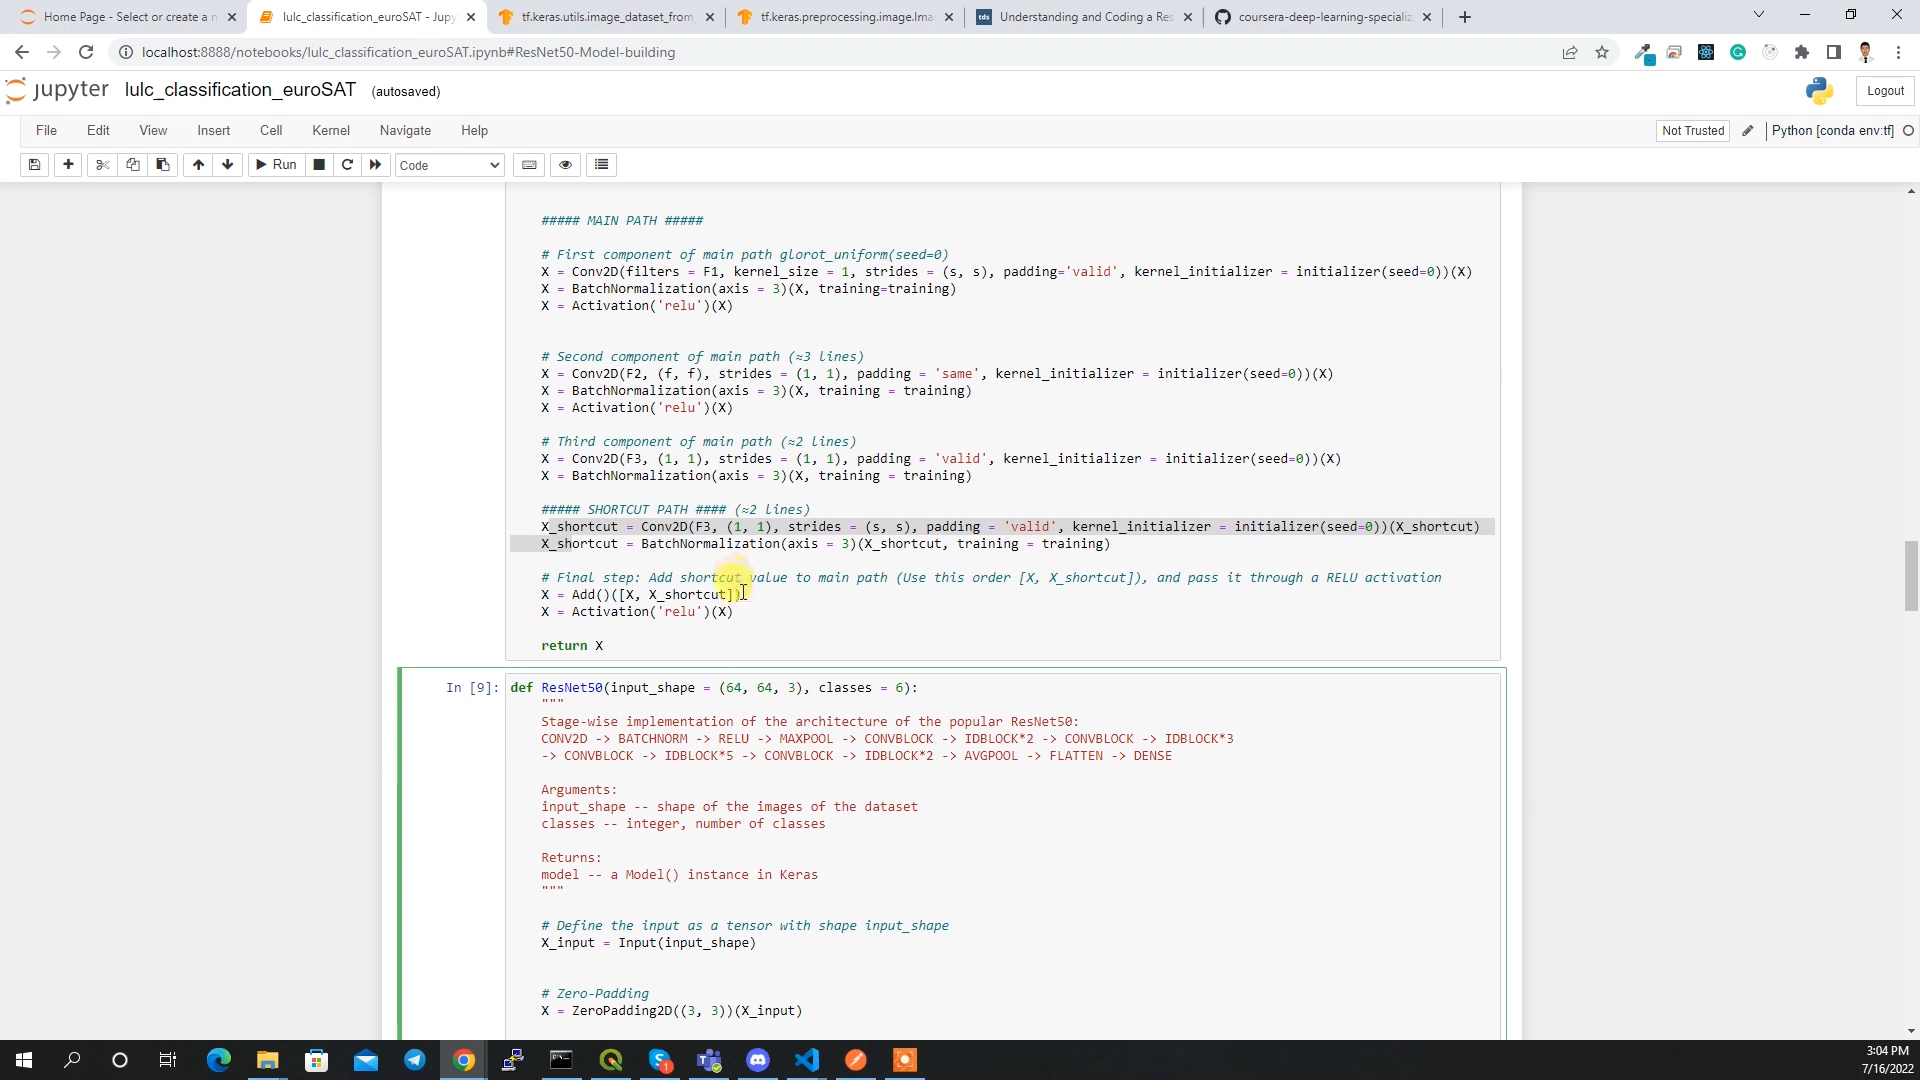 Home Page - Select or create a n
lulc_classification_euroSAT - Jupy
tf.keras.utils.image_dataset_from_
tf.keras.preprocessing.image.Ima
tds
Understanding and Coding a Res
coursera-deep-learning-specializ
localhost:8888/notebooks/lulc_classification_euroSAT.ipynb#ResNet50-Model-building
jupyter lulc_classification_euroSAT (autosaved)
Logout
File Edit View Insert Cell Kernel Navigate Help
Not Trusted
Python [conda env:tf]
Run
Code
##### MAIN PATH #####
# First component of main path glorot_uniform(seed=0)
X = Conv2D(filters = F1, kernel_size = 1, strides = (s, s), padding='valid', kernel_initializer = initializer(seed=0))(X)
X = BatchNormalization(axis = 3)(X, training=training)
X = Activation('relu')(X)
# Second component of main path (≈3 lines)
X = Conv2D(F2, (f, f), strides = (1, 1), padding = 'same', kernel_initializer = initializer(seed=0))(X)
X = BatchNormalization(axis = 3)(X, training = training)
X = Activation('relu')(X)
# Third component of main path (≈2 lines)
X = Conv2D(F3, (1, 1), strides = (1, 1), padding = 'valid', kernel_initializer = initializer(seed=0))(X)
X = BatchNormalization(axis = 3)(X, training = training)
##### SHORTCUT PATH #### (≈2 lines)
X_shortcut = Conv2D(F3, (1, 1), strides = (s, s), padding = 'valid', kernel_initializer = initializer(seed=0))(X_shortcut)
X_shortcut = BatchNormalization(axis = 3)(X_shortcut, training = training)
# Final step: Add shortcut value to main path (Use this order [X, X_shortcut]), and pass it through a RELU activation
X = Add()([X, X_shortcut])
X = Activation('relu')(X)
return X
In [9]:
def ResNet50(input_shape = (64, 64, 3), classes = 6):
"""
Stage-wise implementation of the architecture of the popular ResNet50:
CONV2D -> BATCHNORM -> RELU -> MAXPOOL -> CONVBLOCK -> IDBLOCK*2 -> CONVBLOCK -> IDBLOCK*3
-> CONVBLOCK -> IDBLOCK*5 -> CONVBLOCK -> IDBLOCK*2 -> AVGPOOL -> FLATTEN -> DENSE
Arguments:
input_shape -- shape of the images of the dataset
classes -- integer, number of classes
Returns:
model -- a Model() instance in Keras
"""
# Define the input as a tensor with shape input_shape
X_input = Input(input_shape)
# Zero-Padding
X = ZeroPadding2D((3, 3))(X_input)
3:04 PM
7/16/2022